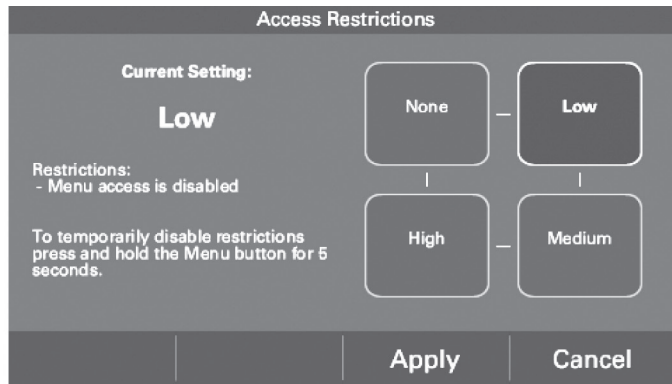 Access Restrictions
Current Setting:
Low
Restrictions:
- Menu access is disabled
To temporarily disable restrictions
press and hold the Menu button for 5
seconds.
None
Low
High
Medium
Apply
Cancel